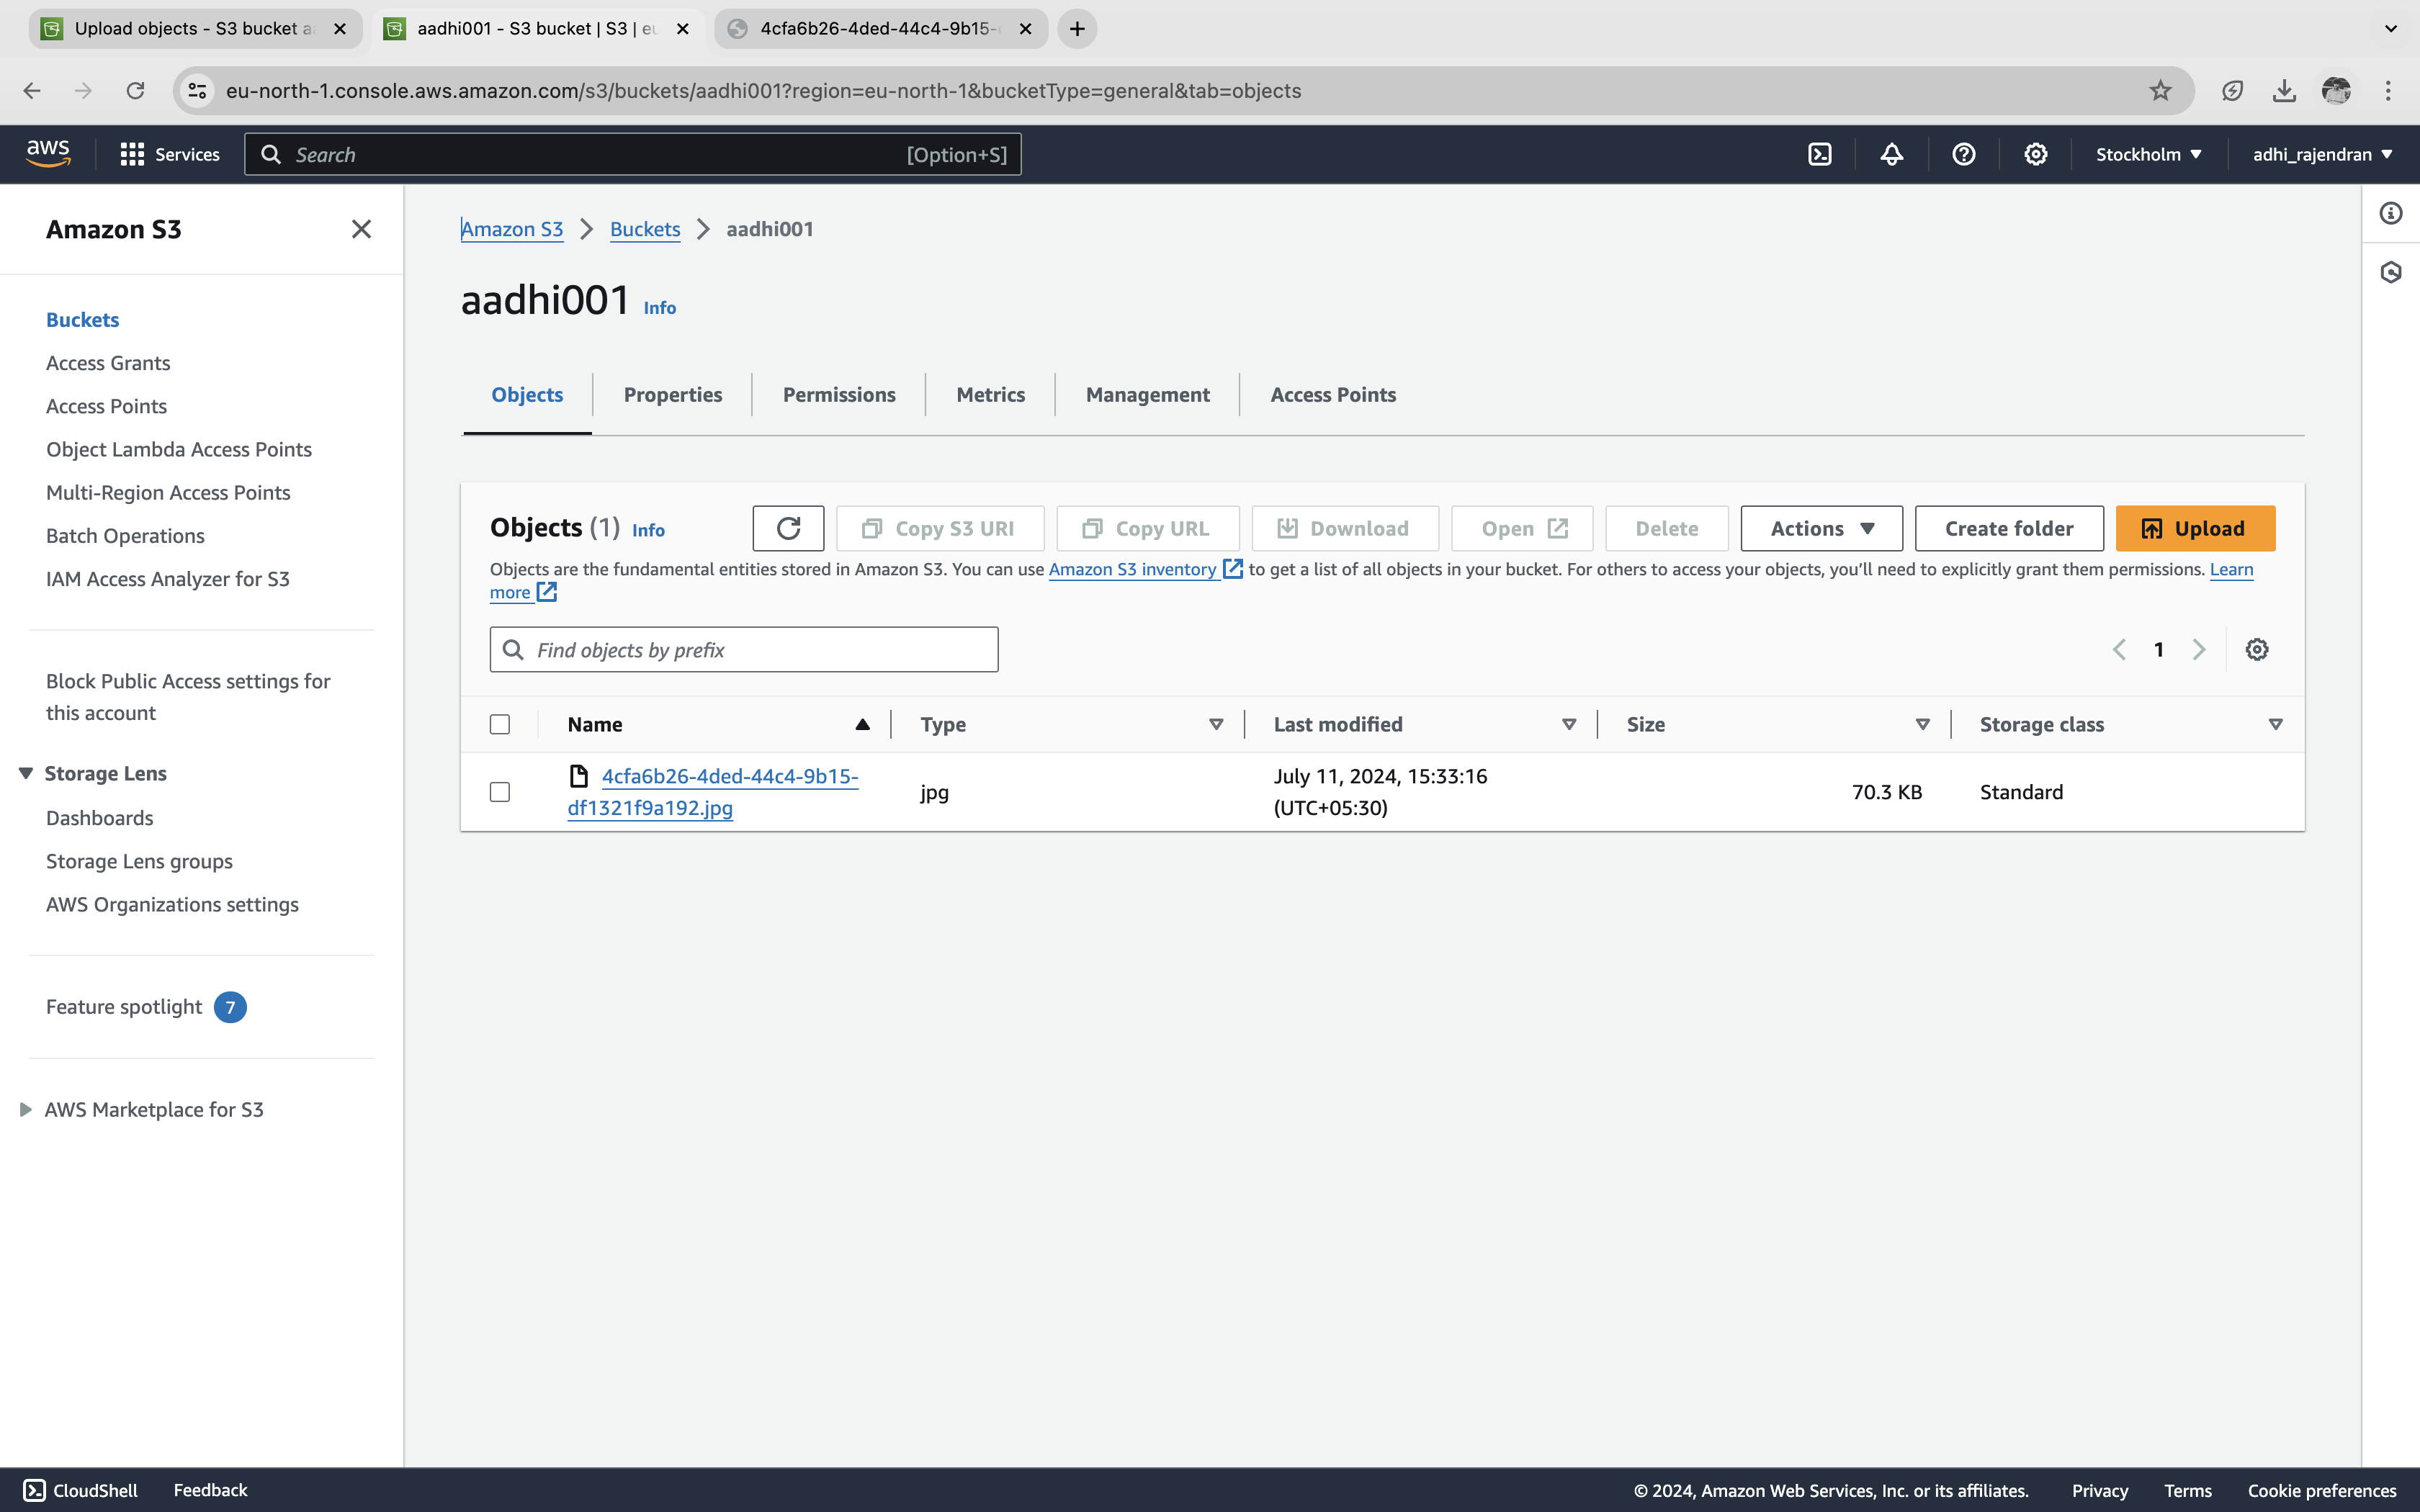 Upload objects - S3 bucket a
aadhi001 - S3 bucket | S3 | eu
4cfa6b26-4ded-44c4-9b15-
eu-north-1.console.aws.amazon.com/s3/buckets/aadhi001?region=eu-north-1&bucketType=general&tab=objects
aws
Services
Search
[Option+S]
Stockholm
adhi_rajendran
Amazon S3
Buckets
Access Grants
Access Points
Object Lambda Access Points
Multi-Region Access Points
Batch Operations
IAM Access Analyzer for S3
Block Public Access settings for
this account
Storage Lens
Dashboards
Storage Lens groups
AWS Organizations settings
Feature spotlight 7
AWS Marketplace for S3
Amazon S3 > Buckets > aadhi001
aadhi001 Info
Objects
Properties
Permissions
Metrics
Management
Access Points
Objects (1) Info
Copy S3 URI
Copy URL
Download
Open
Delete
Actions
Create folder
Upload
Objects are the fundamental entities stored in Amazon S3. You can use Amazon S3 inventory to get a list of all objects in your bucket. For others to access your objects, you'll need to explicitly grant them permissions. Learn
more
Find objects by prefix
1
Name
Type
Last modified
Size
Storage class
4cfa6b26-4ded-44c4-9b15-
df1321f9a192.jpg
jpg
July 11, 2024, 15:33:16
(UTC+05:30)
70.3 KB
Standard
CloudShell
Feedback
© 2024, Amazon Web Services, Inc. or its affiliates.
Privacy
Terms
Cookie preferences